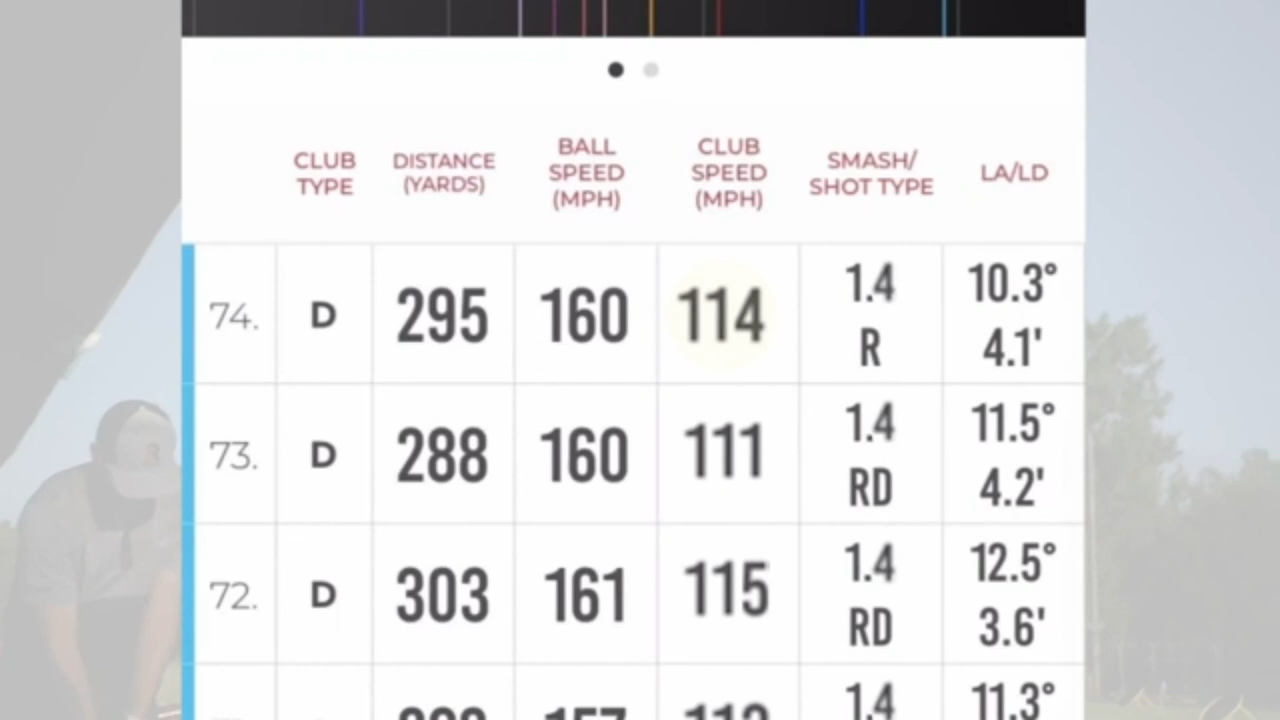 CLUB TYPE DISTANCE (YARDS) BALL SPEED (MPH) CLUB SPEED (MPH) SMASH/ SHOT TYPE LA/LD
74. D 295 160 114 1.4 R 10.3° 4.1'
73. D 288 160 111 1.4 RD 11.5° 4.2'
72. D 303 161 115 1.4 RD 12.5° 3.6'
1.4 11.3°